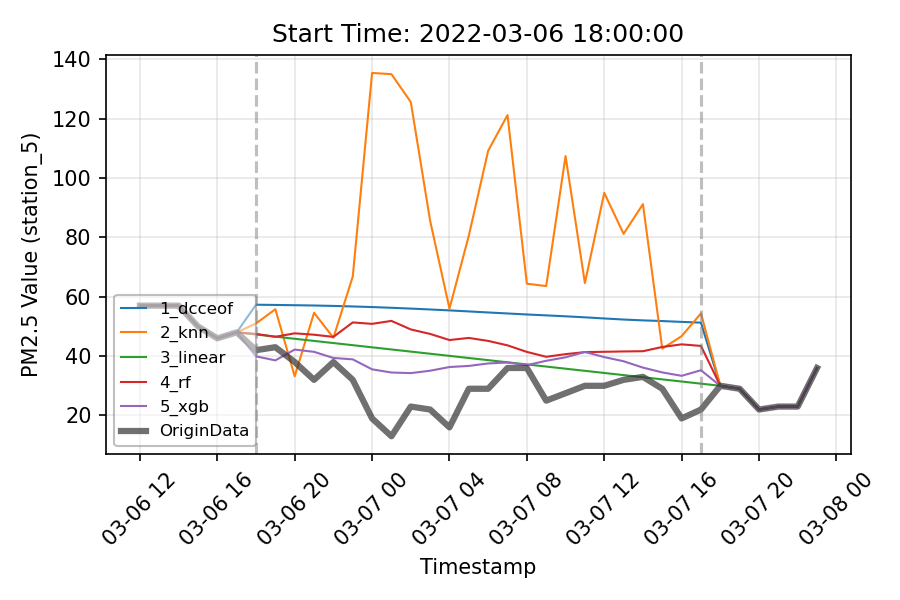 Start Time: 2022-03-06 18:00:00
PM2.5 Value (station_5)
140
120
100
80
60
40
20
1_dcceof
2_knn
3_linear
4_rf
5_xgb
OriginData
03-06 12
03-06 16
03-06 20
03-07 00
03-07 04
03-07 08
03-07 12
03-07 16
03-07 20
03-08 00
Timestamp